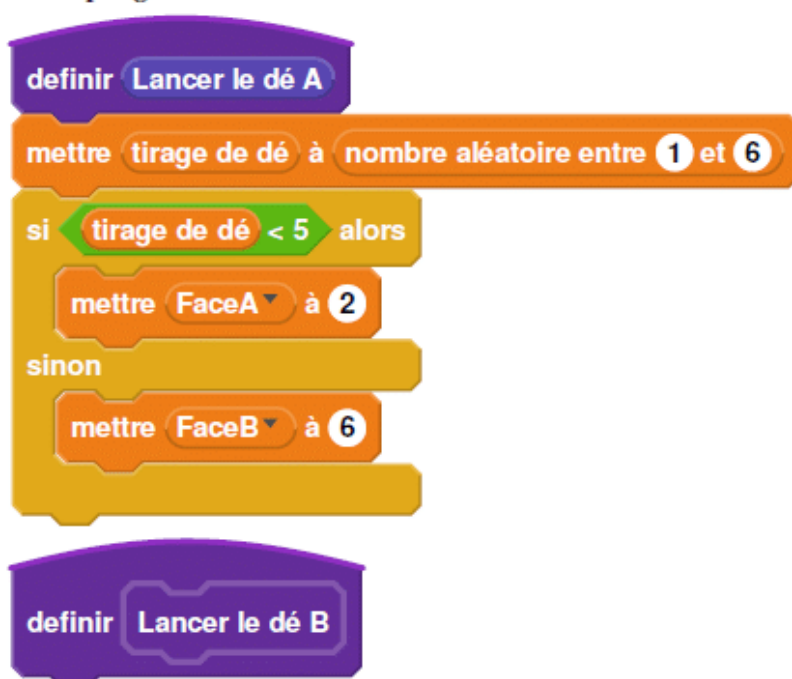 definir Lancer le dé A
mettre tirage de dé à nombre aléatoire entre 1 et 6
si tirage de dé < 5 alors
mettre FaceA à 2
sinon
mettre FaceB à 6
definir Lancer le dé B